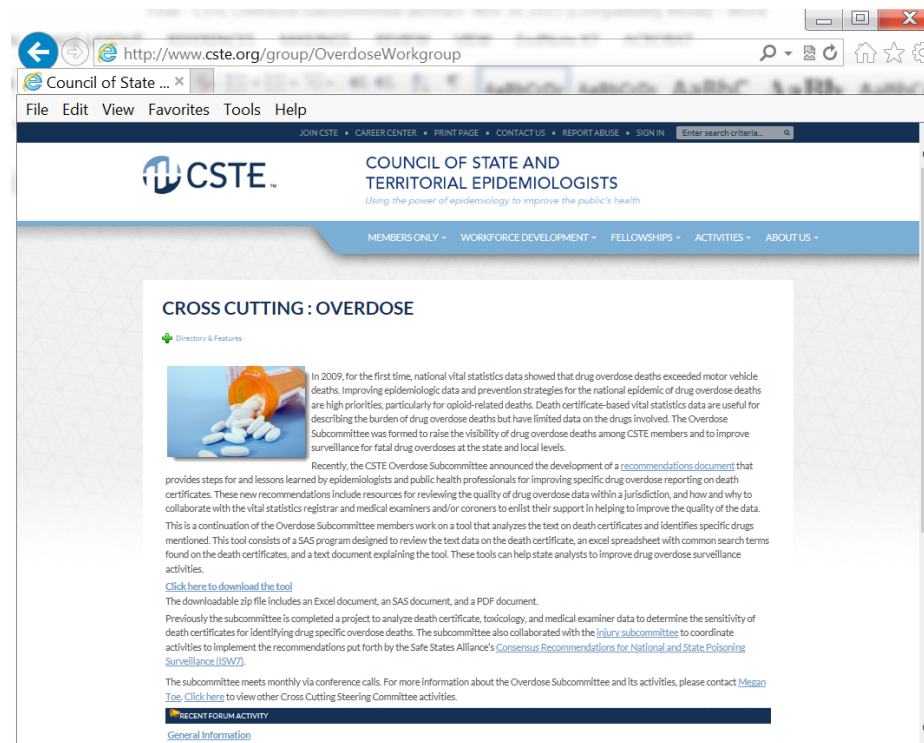 http://www.cste.org/group/OverdoseWorkgroup
Council of State ... ×
File Edit View Favorites Tools Help
JOIN CSTE • CAREER CENTER • PRINT PAGE • CONTACT US • REPORT ABUSE • SIGN IN Enter search criteria...
CSTE™
COUNCIL OF STATE AND
TERRITORIAL EPIDEMIOLOGISTS
Using the power of epidemiology to improve the public's health
MEMBERS ONLY WORKFORCE DEVELOPMENT FELLOWSHIPS ACTIVITIES ABOUT US
CROSS CUTTING : OVERDOSE
Directory & Features
In 2009, for the first time, national vital statistics data showed that drug overdose deaths exceeded motor vehicle
deaths. Improving epidemiologic data and prevention strategies for the national epidemic of drug overdose deaths
are high priorities, particularly for opioid-related deaths. Death certificate-based vital statistics data are useful for
describing the burden of drug overdose deaths but have limited data on the drugs involved. The Overdose
Subcommittee was formed to raise the visibility of drug overdose deaths among CSTE members and to improve
surveillance for fatal drug overdoses at the state and local levels.
Recently, the CSTE Overdose Subcommittee announced the development of a recommendations document that
provides steps for and lessons learned by epidemiologists and public health professionals for improving specific drug overdose reporting on death
certificates. These new recommendations include resources for reviewing the quality of drug overdose data within a jurisdiction, and how and why to
collaborate with the vital statistics registrar and medical examiners and/or coroners to enlist their support in helping to improve the quality of the data.
This is a continuation of the Overdose Subcommittee members work on a tool that analyzes the text on death certificates and identifies specific drugs
mentioned. This tool consists of a SAS program designed to review the text data on the death certificate, an excel spreadsheet with common search terms
found on the death certificates, and a text document explaining the tool. These tools can help state analysts to improve drug overdose surveillance
activities.
Click here to download the tool
The downloadable zip file includes an Excel document, an SAS document, and a PDF document.
Previously the subcommittee is completed a project to analyze death certificate, toxicology, and medical examiner data to determine the sensitivity of
death certificates for identifying drug specific overdose deaths. The subcommittee also collaborated with the injury subcommittee to coordinate
activities to implement the recommendations put forth by the Safe States Alliance's Consensus Recommendations for National and State Poisoning
Surveillance (ISW7).
The subcommittee meets monthly via conference calls. For more information about the Overdose Subcommittee and its activities, please contact Megan
Toe. Click here to view other Cross Cutting Steering Committee activities.
RECENT FORUM ACTIVITY
General Information